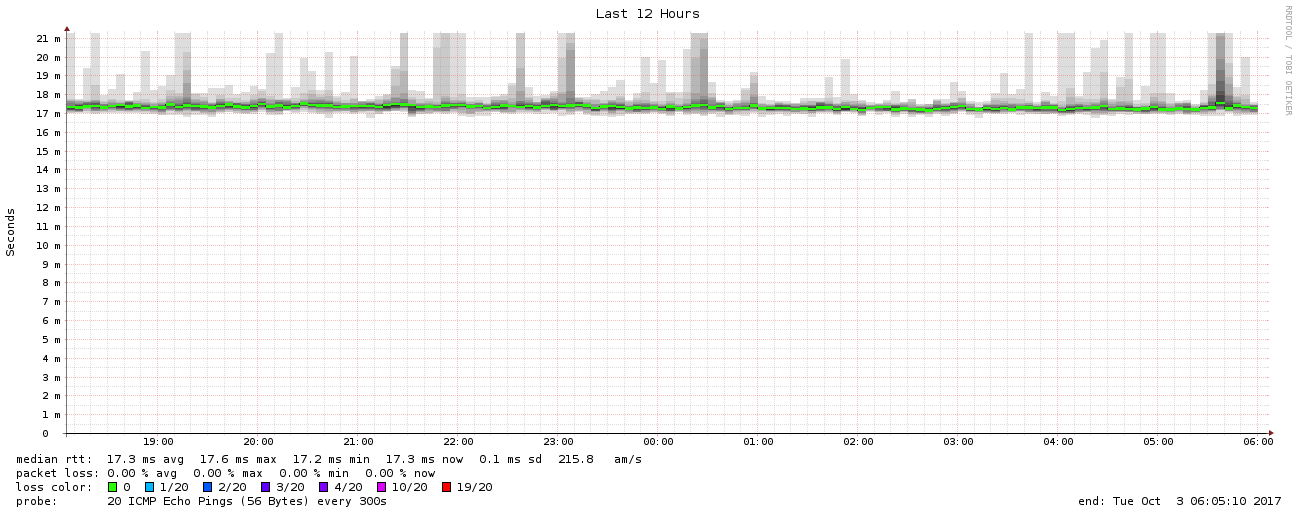 Last 12 Hours
RRDTOOL / TOBI OETIKER
Seconds
21 m
20 m
19 m
18 m
17 m
16 m
15 m
14 m
13 m
12 m
11 m
10 m
9 m
8 m
7 m
6 m
5 m
4 m
3 m
2 m
1 m
0
19:00 20:00 21:00 22:00 23:00 00:00 01:00 02:00 03:00 04:00 05:00 06:00
median rtt: 17.3 ms avg 17.6 ms max 17.2 ms min 17.3 ms now 0.1 ms sd 215.8 am/s
packet loss: 0.00 % avg 0.00 % max 0.00 % min 0.00 % now
loss color: 0 1/20 2/20 3/20 4/20 10/20 19/20
probe: 20 ICMP Echo Pings (56 Bytes) every 300s end: Tue Oct 3 06:05:10 2017